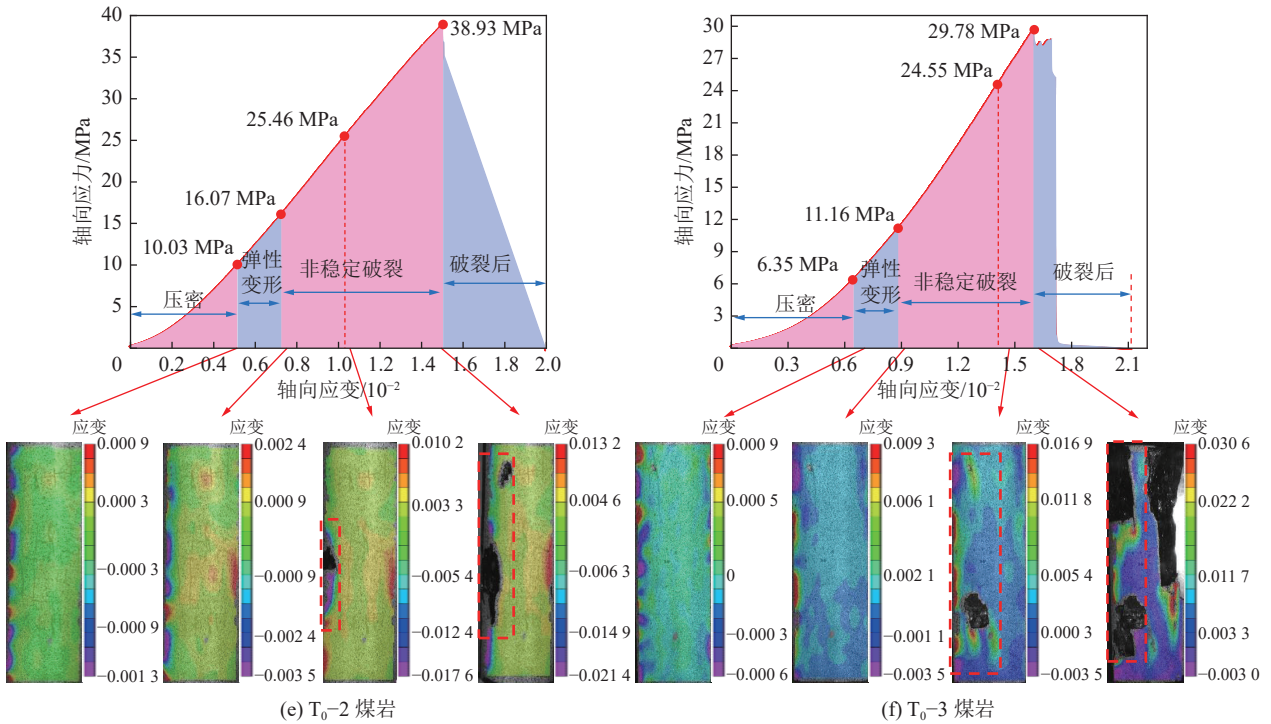 40
35
30
25
20
15
10
5
0
0.2
0.4
0.6
0.8
1.0
1.2
1.4
1.6
1.8
2.0
轴向应力/MPa
轴向应变/10⁻²
38.93 MPa
25.46 MPa
16.07 MPa
10.03 MPa
压密
弹性
变形
非稳定破裂
破裂后
30
27
24
21
18
15
12
9
6
3
0
0.3
0.6
0.9
1.2
1.5
1.8
2.1
轴向应力/MPa
轴向应变/10⁻²
29.78 MPa
24.55 MPa
11.16 MPa
6.35 MPa
压密
弹性
变形
非稳定破裂
破裂后
应变
0.000 9
0.000 3
−0.000 3
−0.000 9
−0.001 3
应变
0.002 4
0.000 9
−0.000 9
−0.002 4
−0.003 5
应变
0.010 2
0.004 8
−0.005 4
−0.012 4
−0.017 6
应变
0.013 2
0.004 6
−0.006 3
−0.014 9
−0.021 4
应变
0.000 9
0.000 5
0
−0.000 3
−0.000 6
应变
0.009 3
0.006 1
0.002 1
−0.001 1
−0.003 5
应变
0.016 9
0.011 8
0.005 4
0.000 3
−0.003 5
应变
0.030 6
0.022 2
0.011 7
0.003 3
−0.003 0
(e) T₀−2 煤岩
(f) T₀−3 煤岩